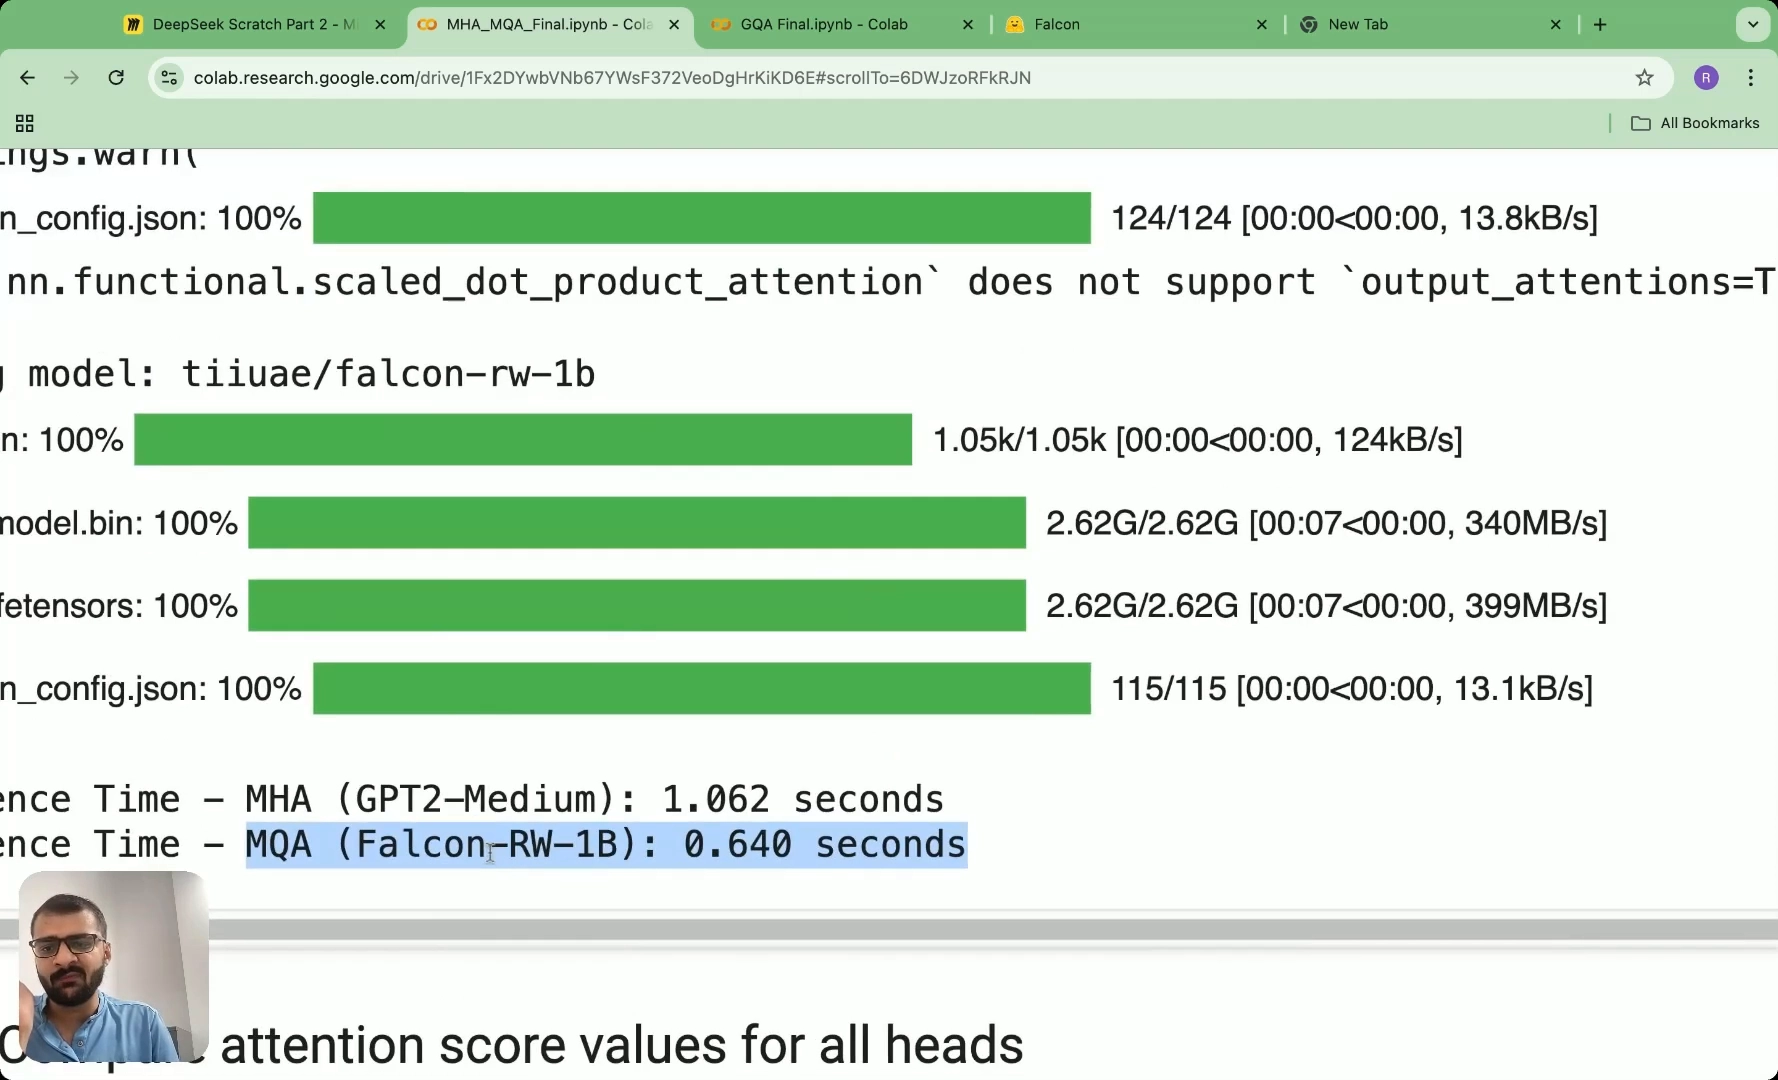 DeepSeek Scratch Part 2 - Mi
MHA_MQA_Final.ipynb - Cola
GQA Final.ipynb - Colab
Falcon
New Tab
colab.research.google.com/drive/1Fx2DYwbVNb67YWsF372VeoDgHrKiKD6E#scrollTo=6DWJzoRFkRJN
R
All Bookmarks
ings.warn(
n_config.json: 100% 124/124 [00:00<00:00, 13.8kB/s]
nn.functional.scaled_dot_product_attention` does not support `output_attentions=T
g model: tiiuae/falcon-rw-1b
n: 100% 1.05k/1.05k [00:00<00:00, 124kB/s]
model.bin: 100% 2.62G/2.62G [00:07<00:00, 340MB/s]
fetensors: 100% 2.62G/2.62G [00:07<00:00, 399MB/s]
n_config.json: 100% 115/115 [00:00<00:00, 13.1kB/s]
ence Time - MHA (GPT2-Medium): 1.062 seconds
ence Time - MQA (Falcon-RW-1B): 0.640 seconds
attention score values for all heads